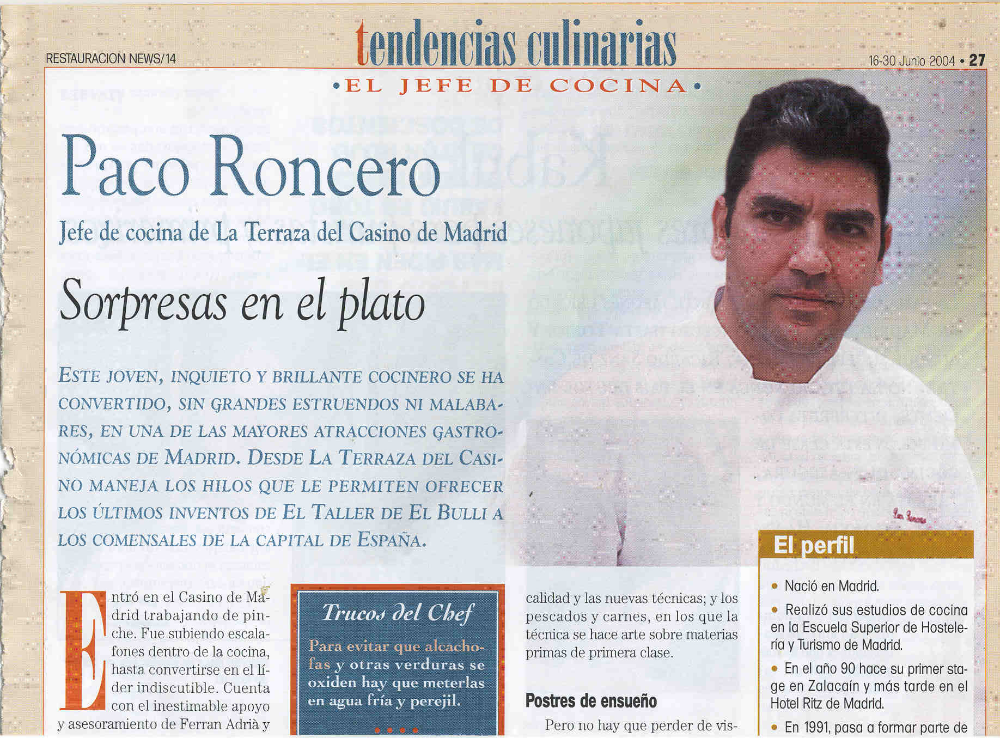 RESTAURACION NEWS/14
tendencias culinarias
16-30 Junio 2004 • 27
•EL JEFE DE COCINA•
Paco Roncero
Jefe de cocina de La Terraza del Casino de Madrid
Sorpresas en el plato
ESTE JOVEN, INQUIETO Y BRILLANTE COCINERO SE HA
CONVERTIDO, SIN GRANDES ESTRUENDOS NI MALABA-
RES, EN UNA DE LAS MAYORES ATRACCIONES GASTRO-
NÓMICAS DE MADRID. DESDE LA TERRAZA DEL CASI-
NO MANEJA LOS HILOS QUE LE PERMITEN OFRECER
LOS ÚLTIMOS INVENTOS DE EL TALLER DE EL BULLI A
LOS COMENSALES DE LA CAPITAL DE ESPAÑA.
Entró en el Casino de Ma-
drid trabajando de pin-
che. Fue subiendo escala-
fones dentro de la cocina,
hasta convertirse en el lí-
der indiscutible. Cuenta
con el inestimable apoyo
y asesoramiento de Ferran Adrià y
Trucos del Chef
Para evitar que alcacho-
fas y otras verduras se
oxiden hay que meterlas
en agua fría y perejil.
calidad y las nuevas técnicas; y los
pescados y carnes, en los que la
técnica se hace arte sobre materias
primas de primera clase.
Postres de ensueño
Pero no hay que perder de vis-
Paco Roncero
El perfil
• Nació en Madrid.
• Realizó sus estudios de cocina
en la Escuela Superior de Hostele-
ría y Turismo de Madrid.
• En el año 90 hace su primer sta-
ge en Zalacaín y más tarde en el
Hotel Ritz de Madrid.
• En 1991, pasa a formar parte de